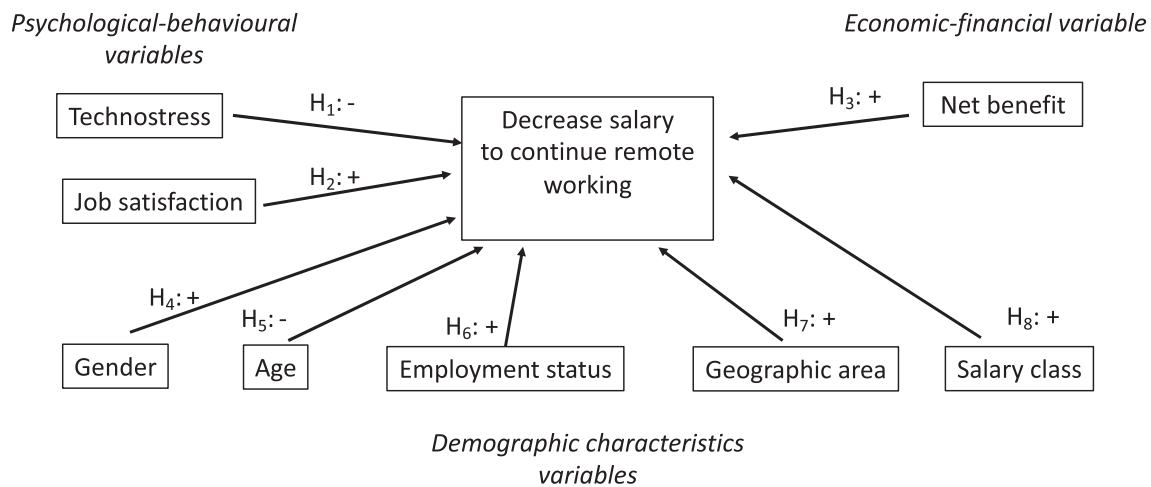 Psychological-behavioural
variables
Economic-financial variable
Technostress
H₁: -
Decrease salary
to continue remote
working
H₃: +
Net benefit
Job satisfaction
H₂: +
H₄: +
H₅: -
H₆: +
H₇: +
H₈: +
Gender
Age
Employment status
Geographic area
Salary class
Demographic characteristics
variables